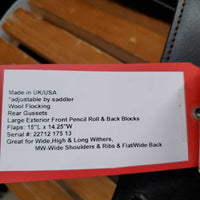 Made in UK/USA
*adjustable by saddler
Wool Flocking
Rear Gussets
Large Exterior Front Pencil Roll & Back Blocks
Flaps: 15"L x 14.25"W
Serial #: 22712 175 13
Great for Wide,High & Long Withers,
MW-Wide Shoulders & Ribs & Flat/Wide Back